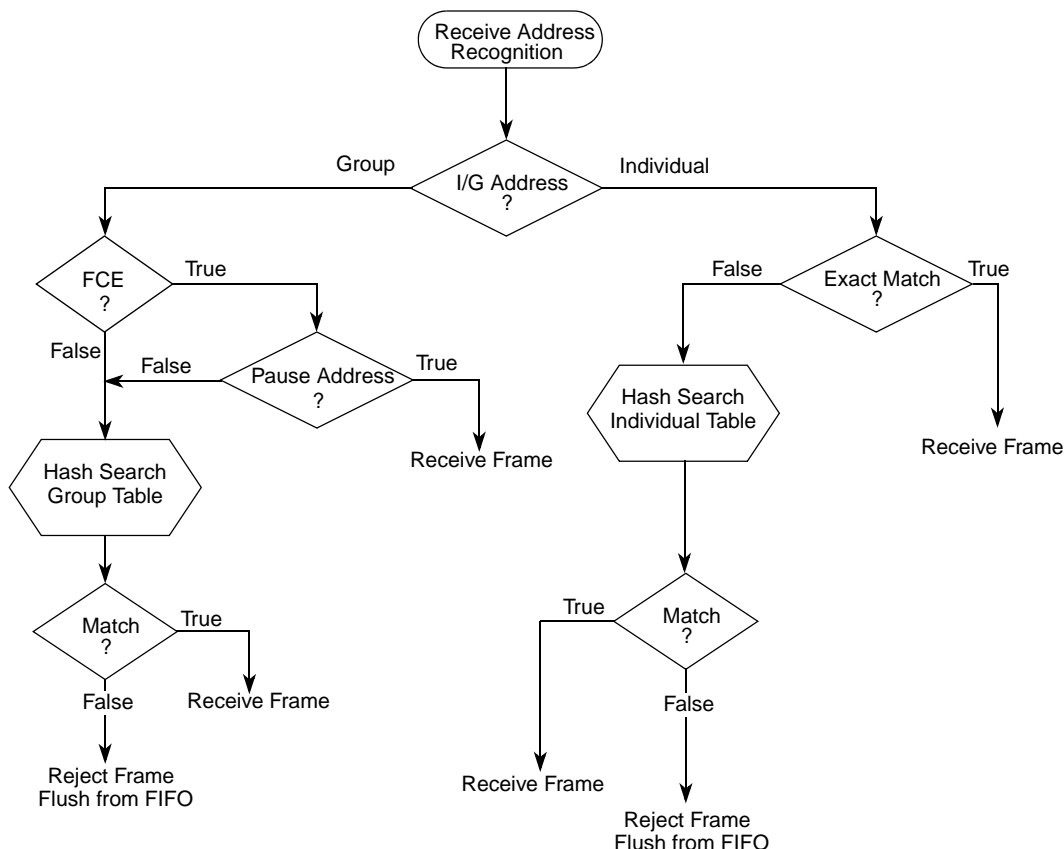 Receive Address
Recognition
Group
I/G Address
?
Individual
FCE
?
True
False
Exact Match
?
True
False
False
Pause Address
?
True
Hash Search
Individual Table
Receive Frame
Receive Frame
Hash Search
Group Table
Match
?
True
True
Match
?
False
Receive Frame
False
Reject Frame
Flush from FIFO
Receive Frame
Reject Frame
Flush from FIFO